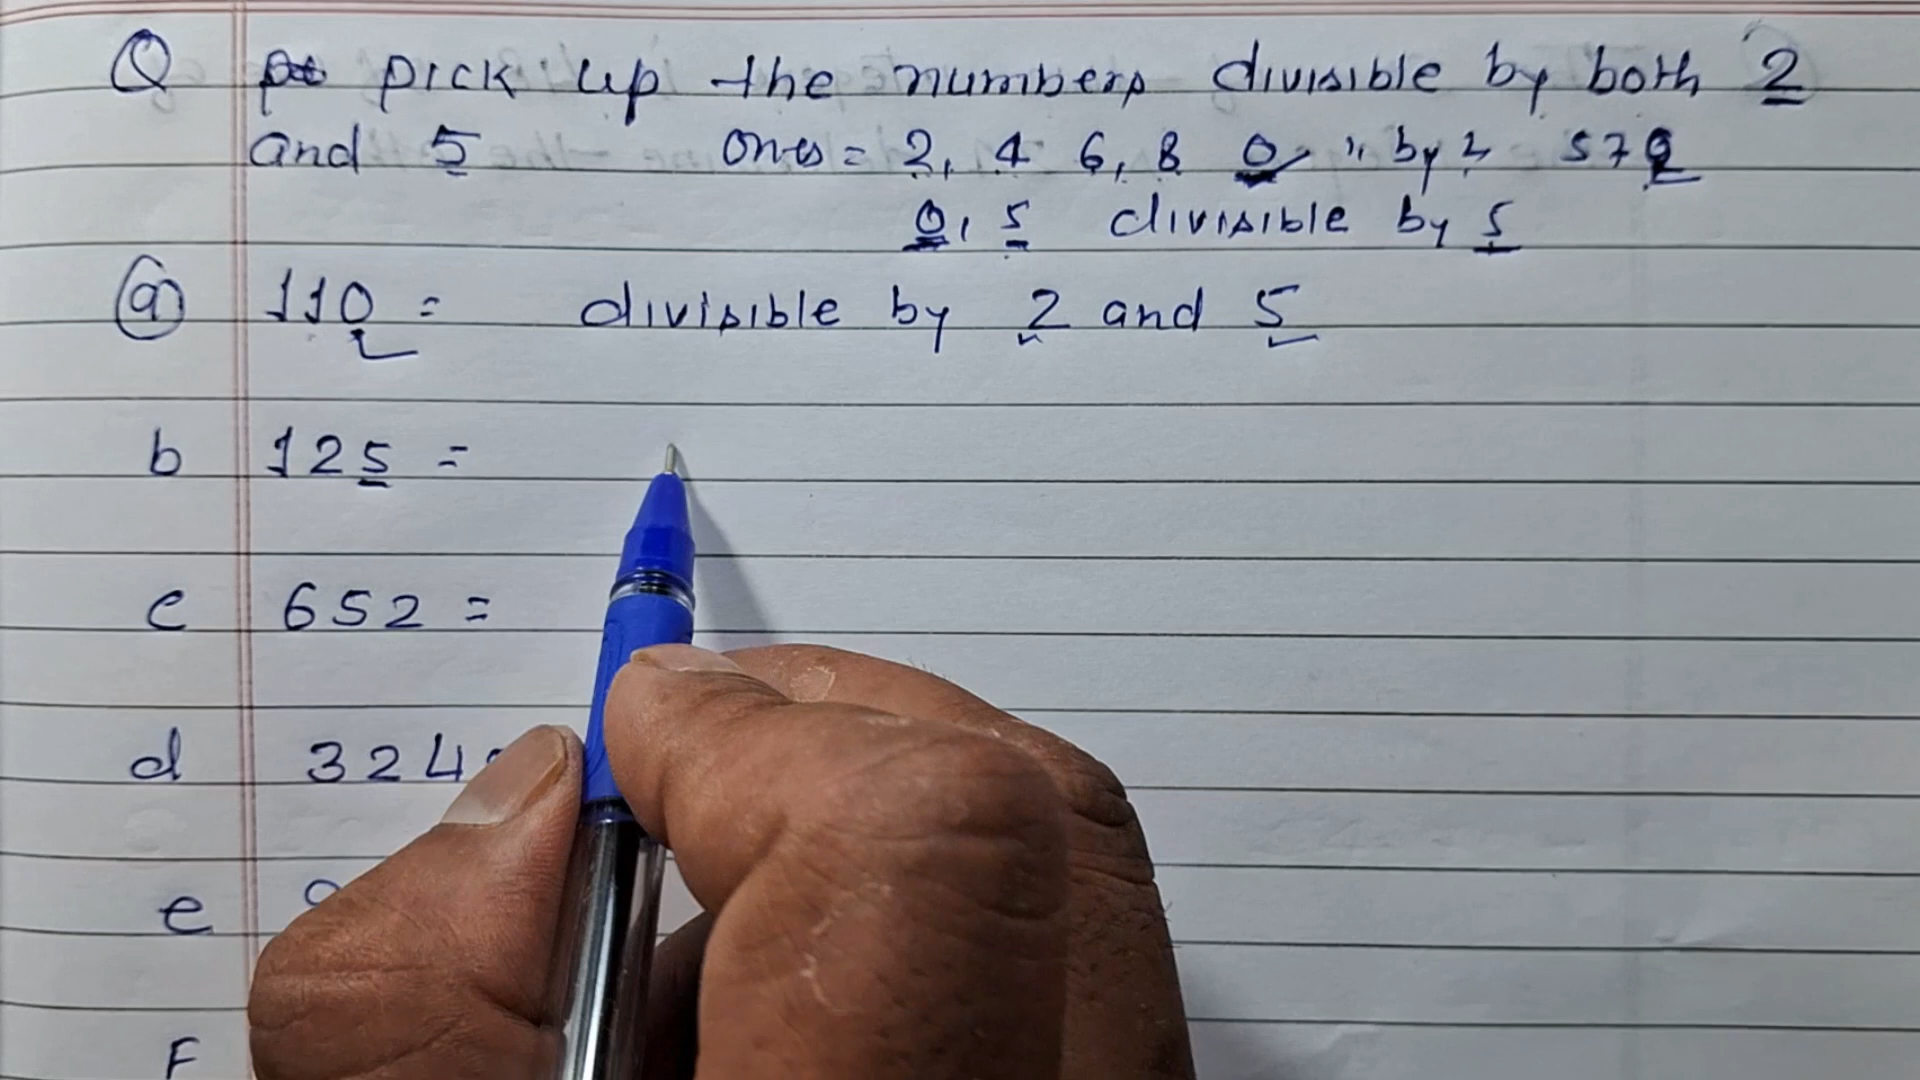 Q pick up the numbers divisible by both 2
and 5 ones = 2, 4 6, 8 0 " by 2 570
0, 5 divisible by 5
(a) 110 = divisible by 2 and 5
b 125 =
c 652 =
d 324
e
F